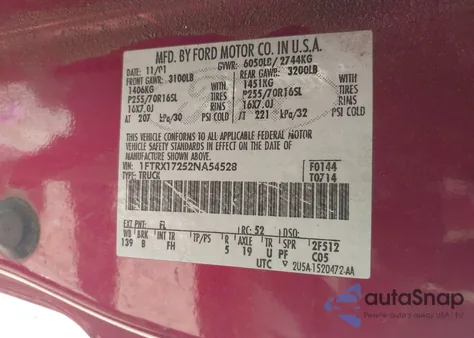 MFD. BY FORD MOTOR CO. IN U.S.A.
DATE: 11/01 GVWR: 6050LB/2744KG
FRONT GAWR: 3100LB REAR GAWR: 3200LB
1406KG WITH 1451KG WITH
P255/70R16SL TIRES P255/70R16SL TIRES
16X7.0J RIMS 16X7.0J RIMS
AT 207 kPa/30 PSI COLD AT 221 kPa/32 PSI COLD
THIS VEHICLE CONFORMS TO ALL APPLICABLE FEDERAL MOTOR
VEHICLE SAFETY STANDARDS IN EFFECT ON THE DATE OF
MANUFACTURE SHOWN ABOVE.
VIN: 1FTRX17252NA54528 F0144
TYPE: TRUCK T0714
EXT PNT: FL RC: 52 DSO:
WB BRK INT TR TP/PS R AXLE TR SPR 2F512
139 B FH 5 19 U PF C05
UTC 2U5A-1520472-AA
autoSnap